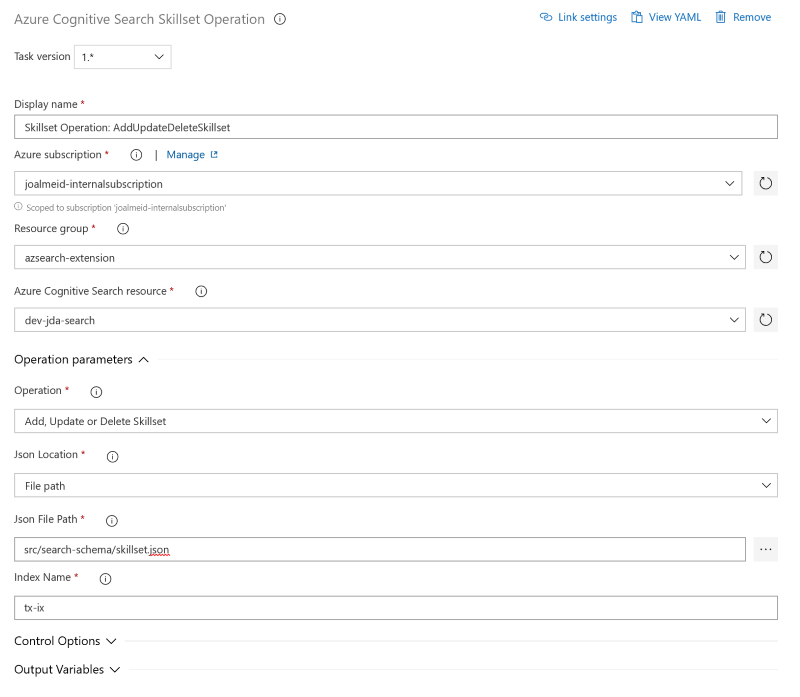 Azure Cognitive Search Skillset Operation
Link settings View YAML Remove
Task version 1.*
Display name *
Skillset Operation: AddUpdateDeleteSkillset
Azure subscription * | Manage
joalmeid-internalsubscription
Scoped to subscription 'joalmeid-internalsubscription'
Resource group *
azsearch-extension
Azure Cognitive Search resource *
dev-jda-search
Operation parameters
Operation *
Add, Update or Delete Skillset
Json Location *
File path
Json File Path *
src/search-schema/skillset.json
Index Name *
tx-ix
Control Options
Output Variables